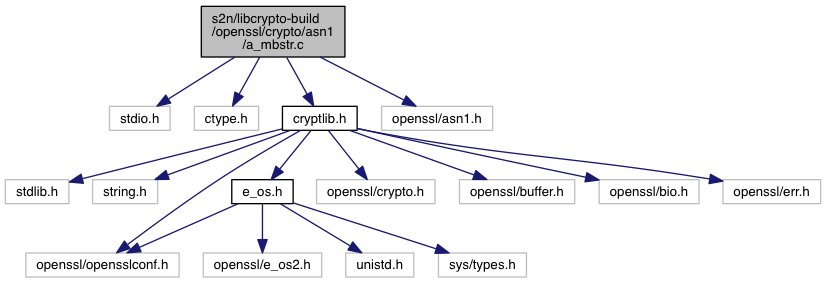 s2n/libcrypto-build
/openssl/crypto/asn1
/a_mbstr.c
stdio.h
ctype.h
cryptlib.h
openssl/asn1.h
stdlib.h
string.h
e_os.h
openssl/crypto.h
openssl/buffer.h
openssl/bio.h
openssl/err.h
openssl/opensslconf.h
openssl/e_os2.h
unistd.h
sys/types.h